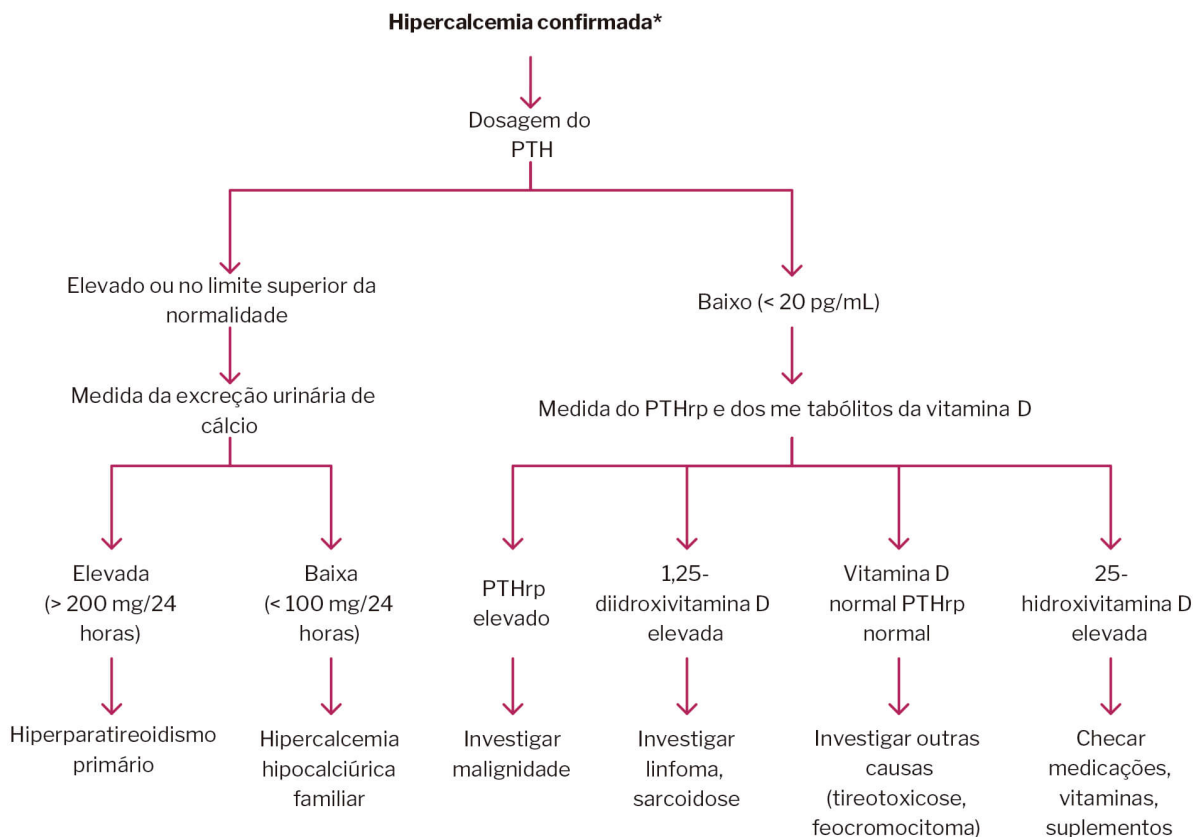 Hipercalcemia confirmada*
Dosagem do
PTH
Elevado ou no limite superior da
normalidade
Baixo (< 20 pg/mL)
Medida da excreção urinária de
cálcio
Medida do PTHrp e dos me tabólitos da vitamina D
Elevada
(> 200 mg/24
horas)
Baixa
(< 100 mg/24
horas)
PTHrp
elevado
1,25-
diidroxivitamina D
elevada
Vitamina D
normal PTHrp
normal
25-
hidroxivitamina D
elevada
Hiperparatireoidismo
primário
Hipercalcemia
hipocalciúrica
familiar
Investigar
malignidade
Investigar
linfoma,
sarcoidose
Investigar outras
causas
(tireotoxicose,
feocromocitoma)
Checar
medicações,
vitaminas,
suplementos